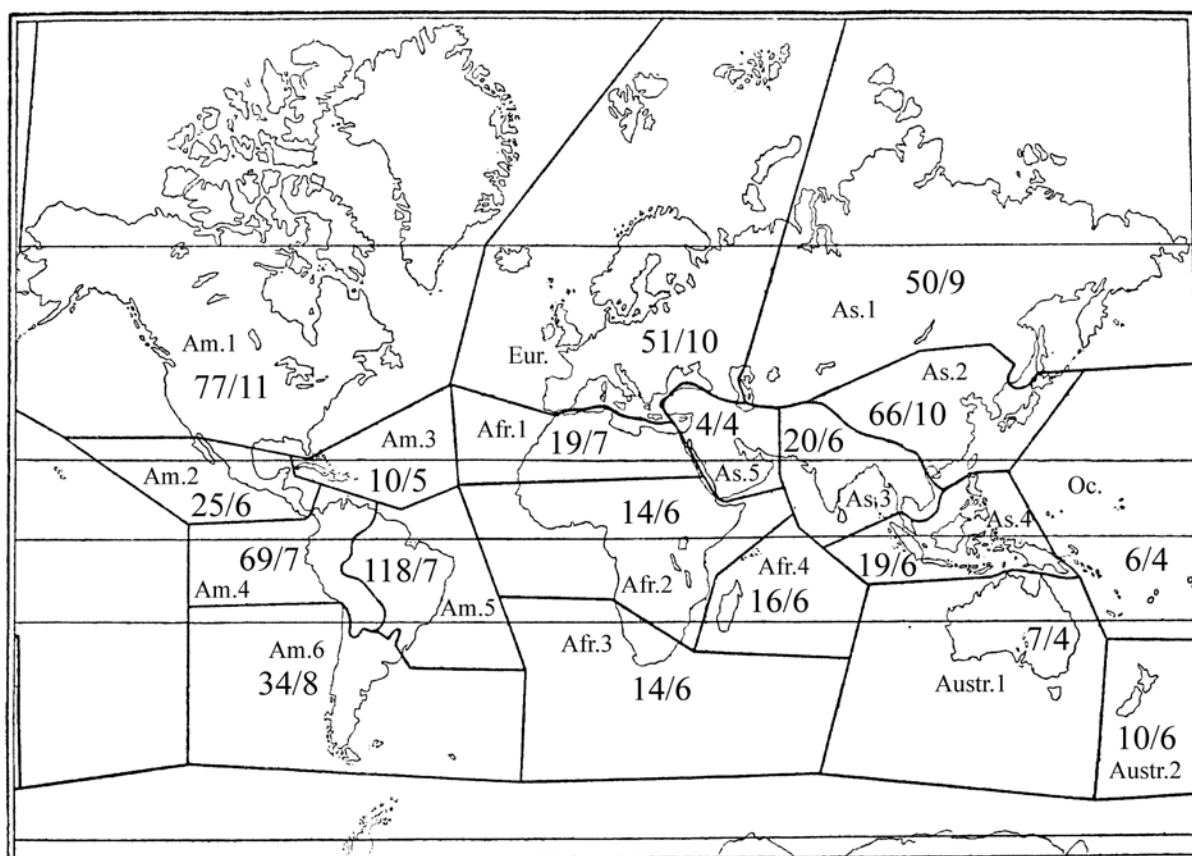 50/9
As.1
Am.1
51/10
Eur.
77/11
As.2
66/10
Am.3
Afr.1
19/7
4/4
20/6
Am.2
10/5
As.5
As.3
Oc.
25/6
14/6
As.4
69/7
118/7
Afr.4
19/6
6/4
Am.4
Am.5
Afr.2
16/6
Am.6
Afr.3
7/4
34/8
14/6
Austr.1
10/6
Austr.2